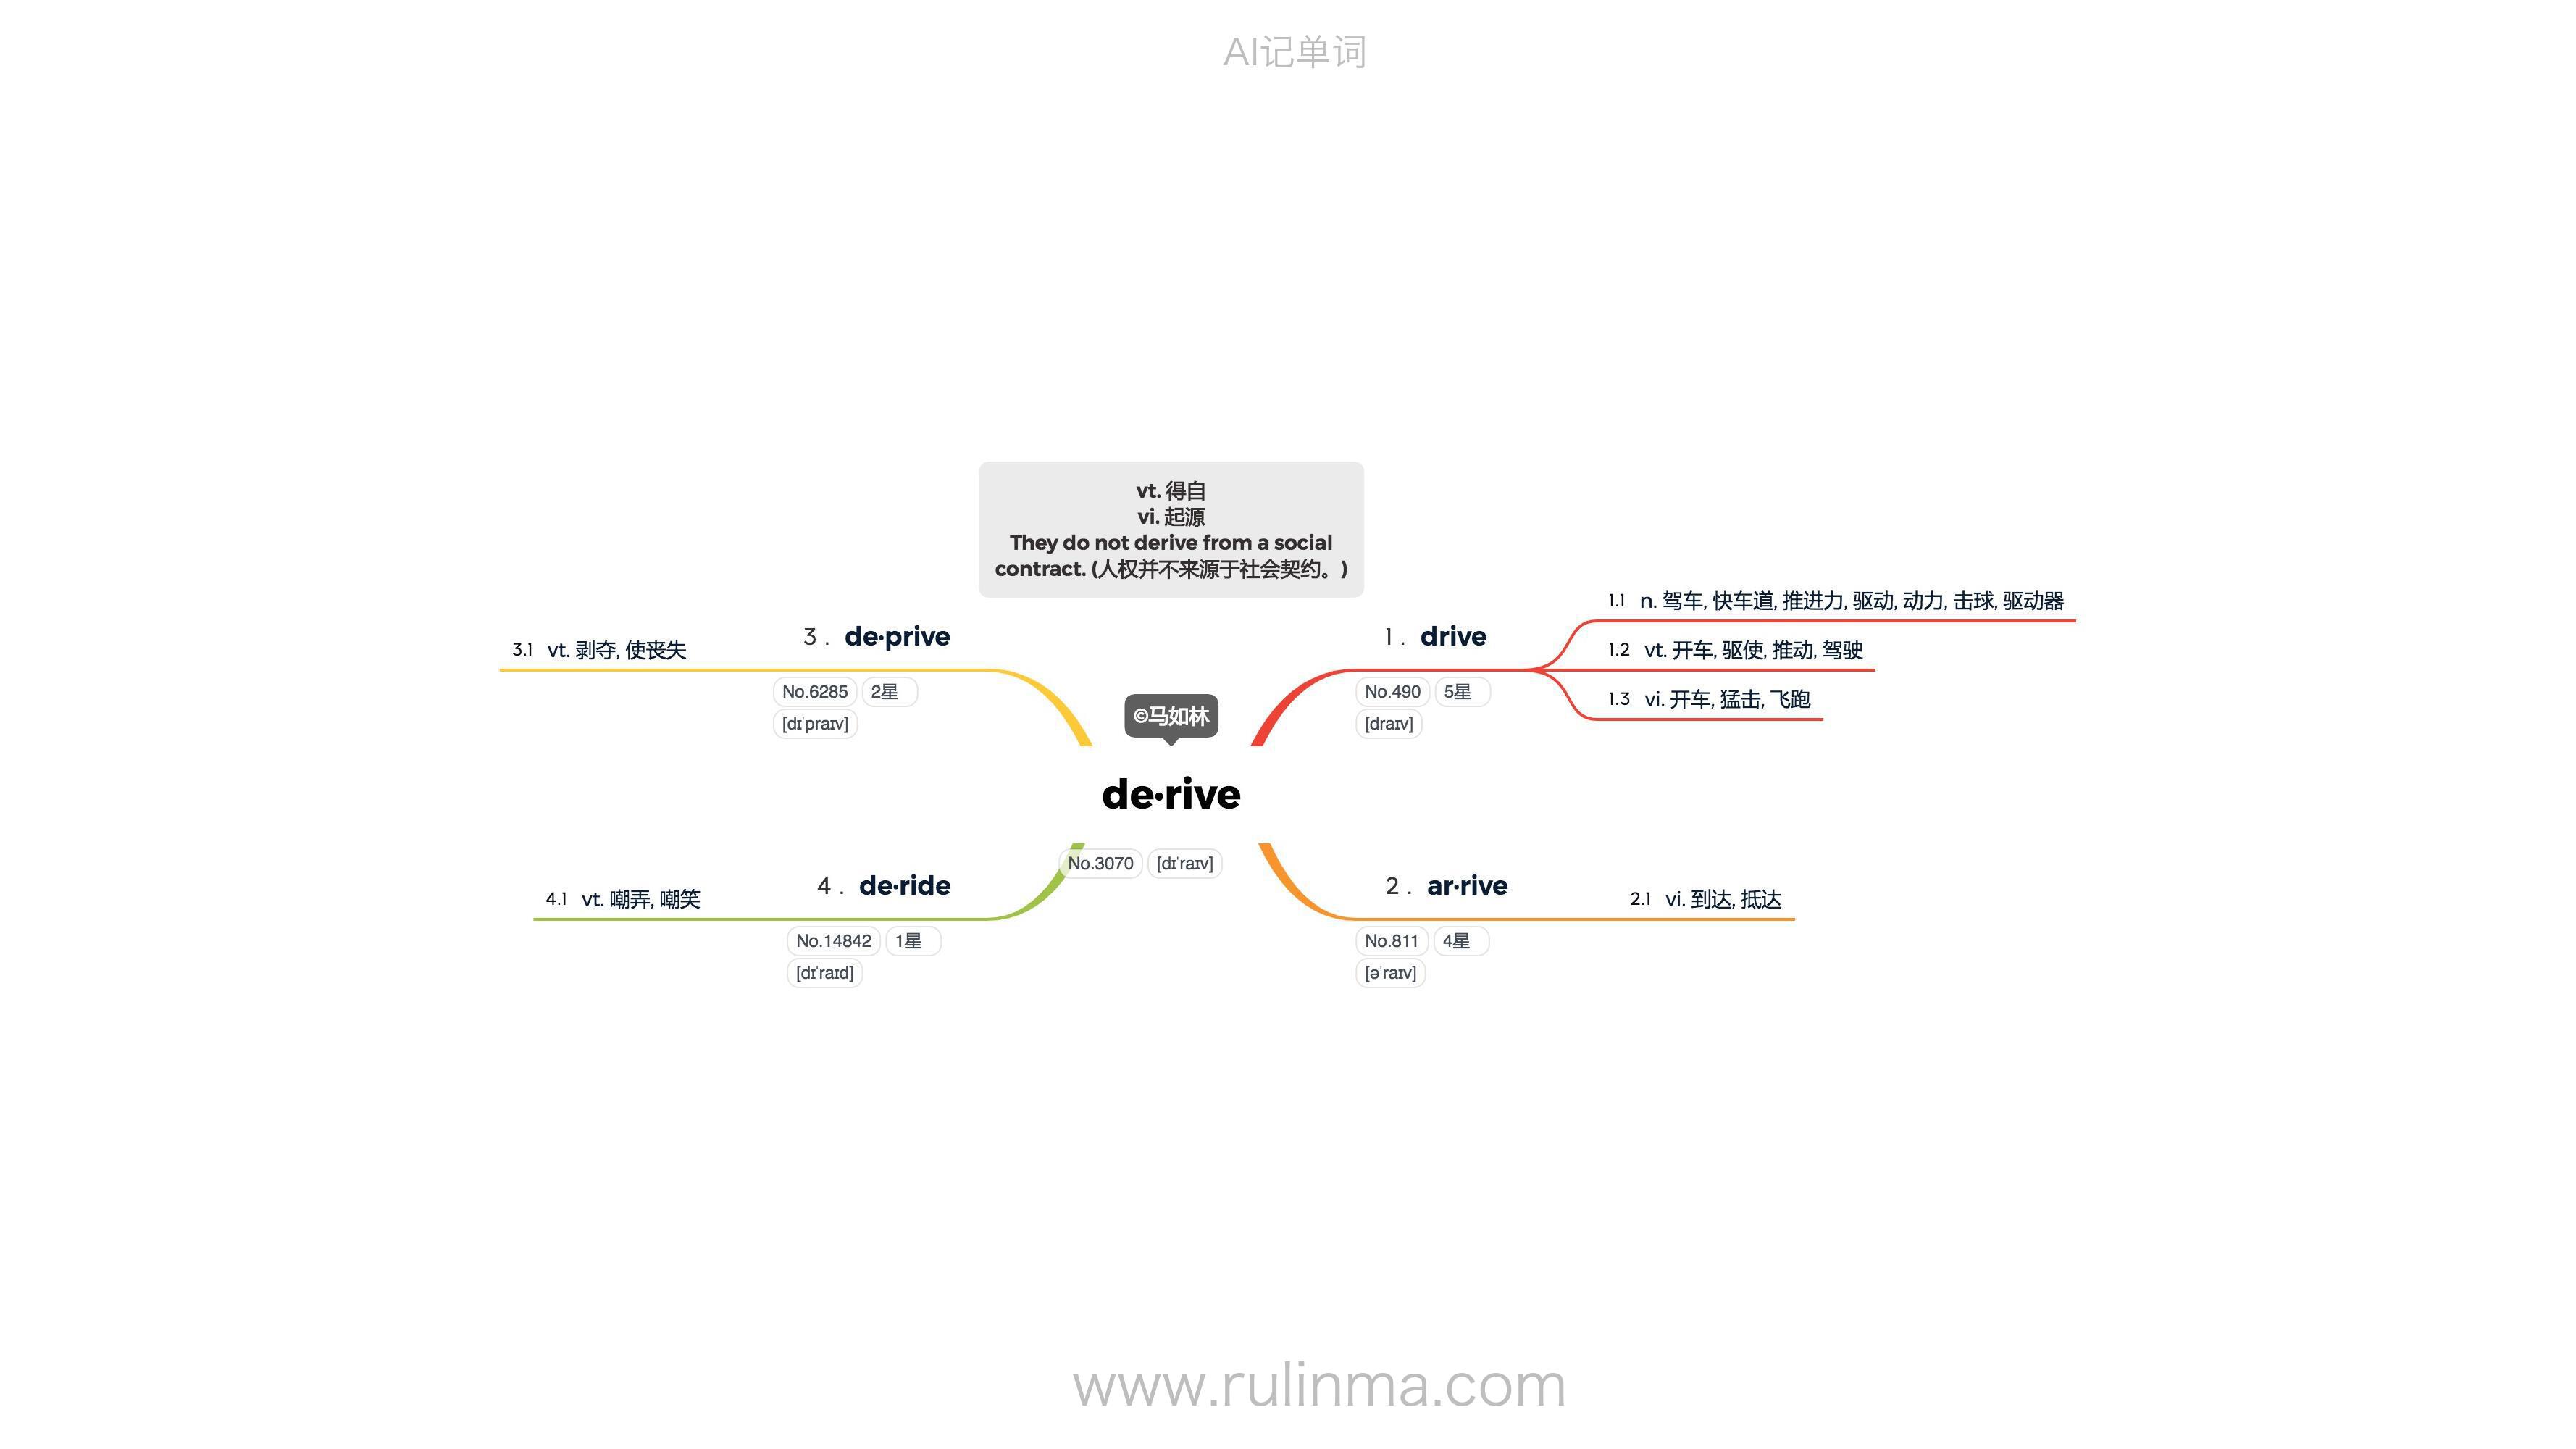 AI记单词
vt. 得自
vi. 起源
They do not derive from a social
contract. (人权并不来源于社会契约。)
©马如林
de·rive
No.3070 [dɪˈraɪv]
1 . drive
No.490 5星
[draɪv]
1.1 n. 驾车, 快车道, 推进力, 驱动, 动力, 击球, 驱动器
1.2 vt. 开车, 驱使, 推动, 驾驶
1.3 vi. 开车, 猛击, 飞跑
2 . ar·rive
No.811 4星
[əˈraɪv]
2.1 vi. 到达, 抵达
3 . de·prive
No.6285 2星
[dɪˈpraɪv]
3.1 vt. 剥夺, 使丧失
4 . de·ride
No.14842 1星
[dɪˈraɪd]
4.1 vt. 嘲弄, 嘲笑
www.rulinma.com